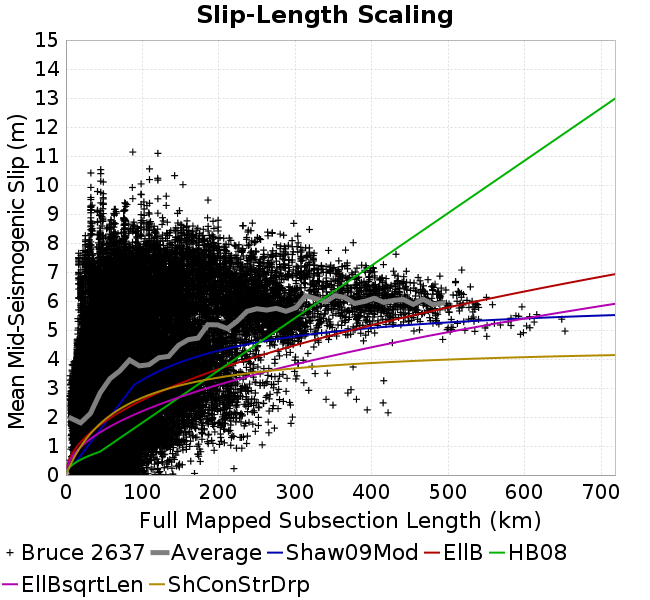 Slip-Length Scaling
Mean Mid-Seismogenic Slip (m)
15
14
13
12
11
10
9
8
7
6
5
4
3
2
1
0
0 100 200 300 400 500 600 700
Full Mapped Subsection Length (km)
Bruce 2637 Average Shaw09Mod EllB HB08
EllBsqrtLen ShConStrDrp